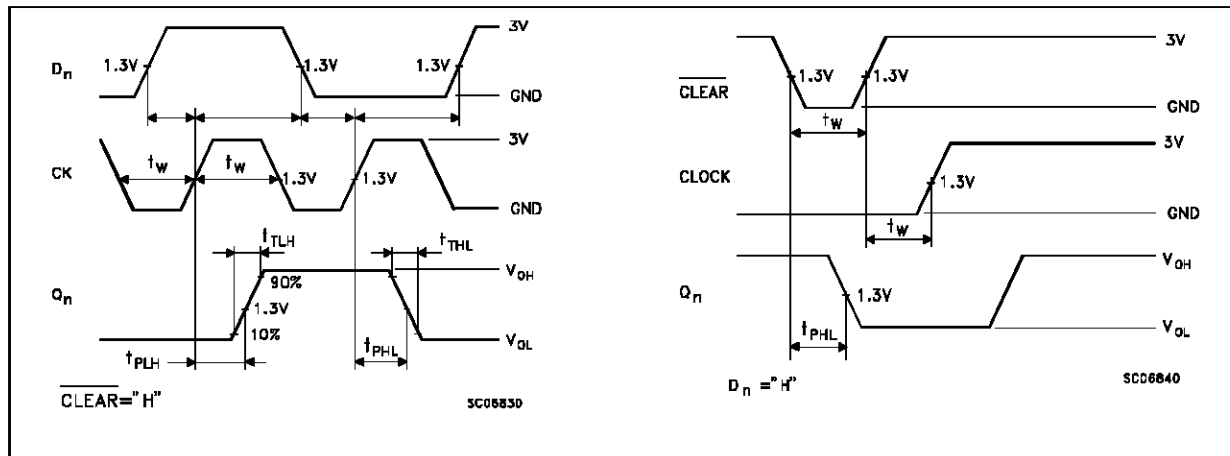 3V
Dn
1.3V
1.3V
1.3V
GND
3V
CK
tW
tW
1.3V
1.3V
GND
tTLH
tTHL
VOH
90%
Qn
1.3V
10%
VOL
tPLH
tPHL
CLEAR="H"
SC06830
3V
1.3V
1.3V
CLEAR
GND
tW
3V
CLOCK
1.3V
GND
tW
VOH
Qn
1.3V
VOL
tPHL
Dn ="H"
SC06840